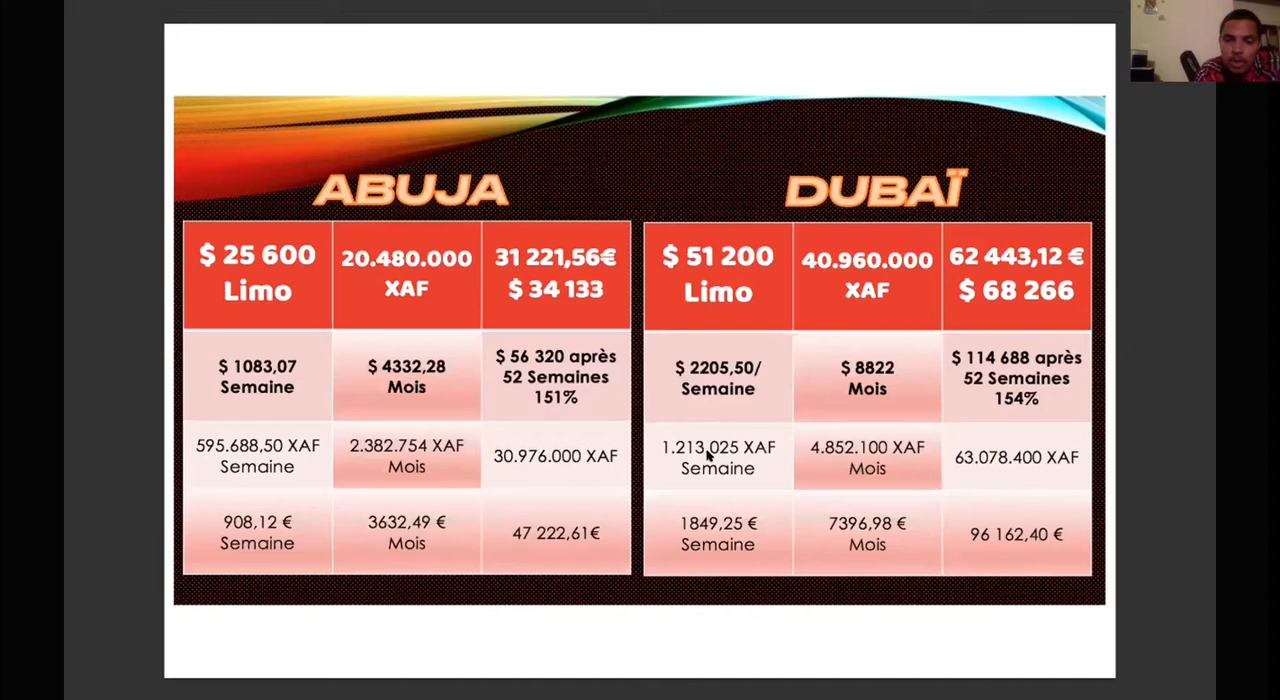 ABUJA
$ 25 600
Limo
20.480.000
XAF
31 221,56€
$ 34 133
$ 1083,07
Semaine
$ 4332,28
Mois
$ 56 320 après
52 Semaines
151%
595.688,50 XAF
Semaine
2.382.754 XAF
Mois
30.976.000 XAF
908,12 €
Semaine
3632,49 €
Mois
47 222,61€
DUBAÏ
$ 51 200
Limo
40.960.000
XAF
62 443,12 €
$ 68 266
$ 2205,50/
Semaine
$ 8822
Mois
$ 114 688 après
52 Semaines
154%
1.213.025 XAF
Semaine
4.852.100 XAF
Mois
63.078.400 XAF
1849,25 €
Semaine
7396,98 €
Mois
96 162,40 €